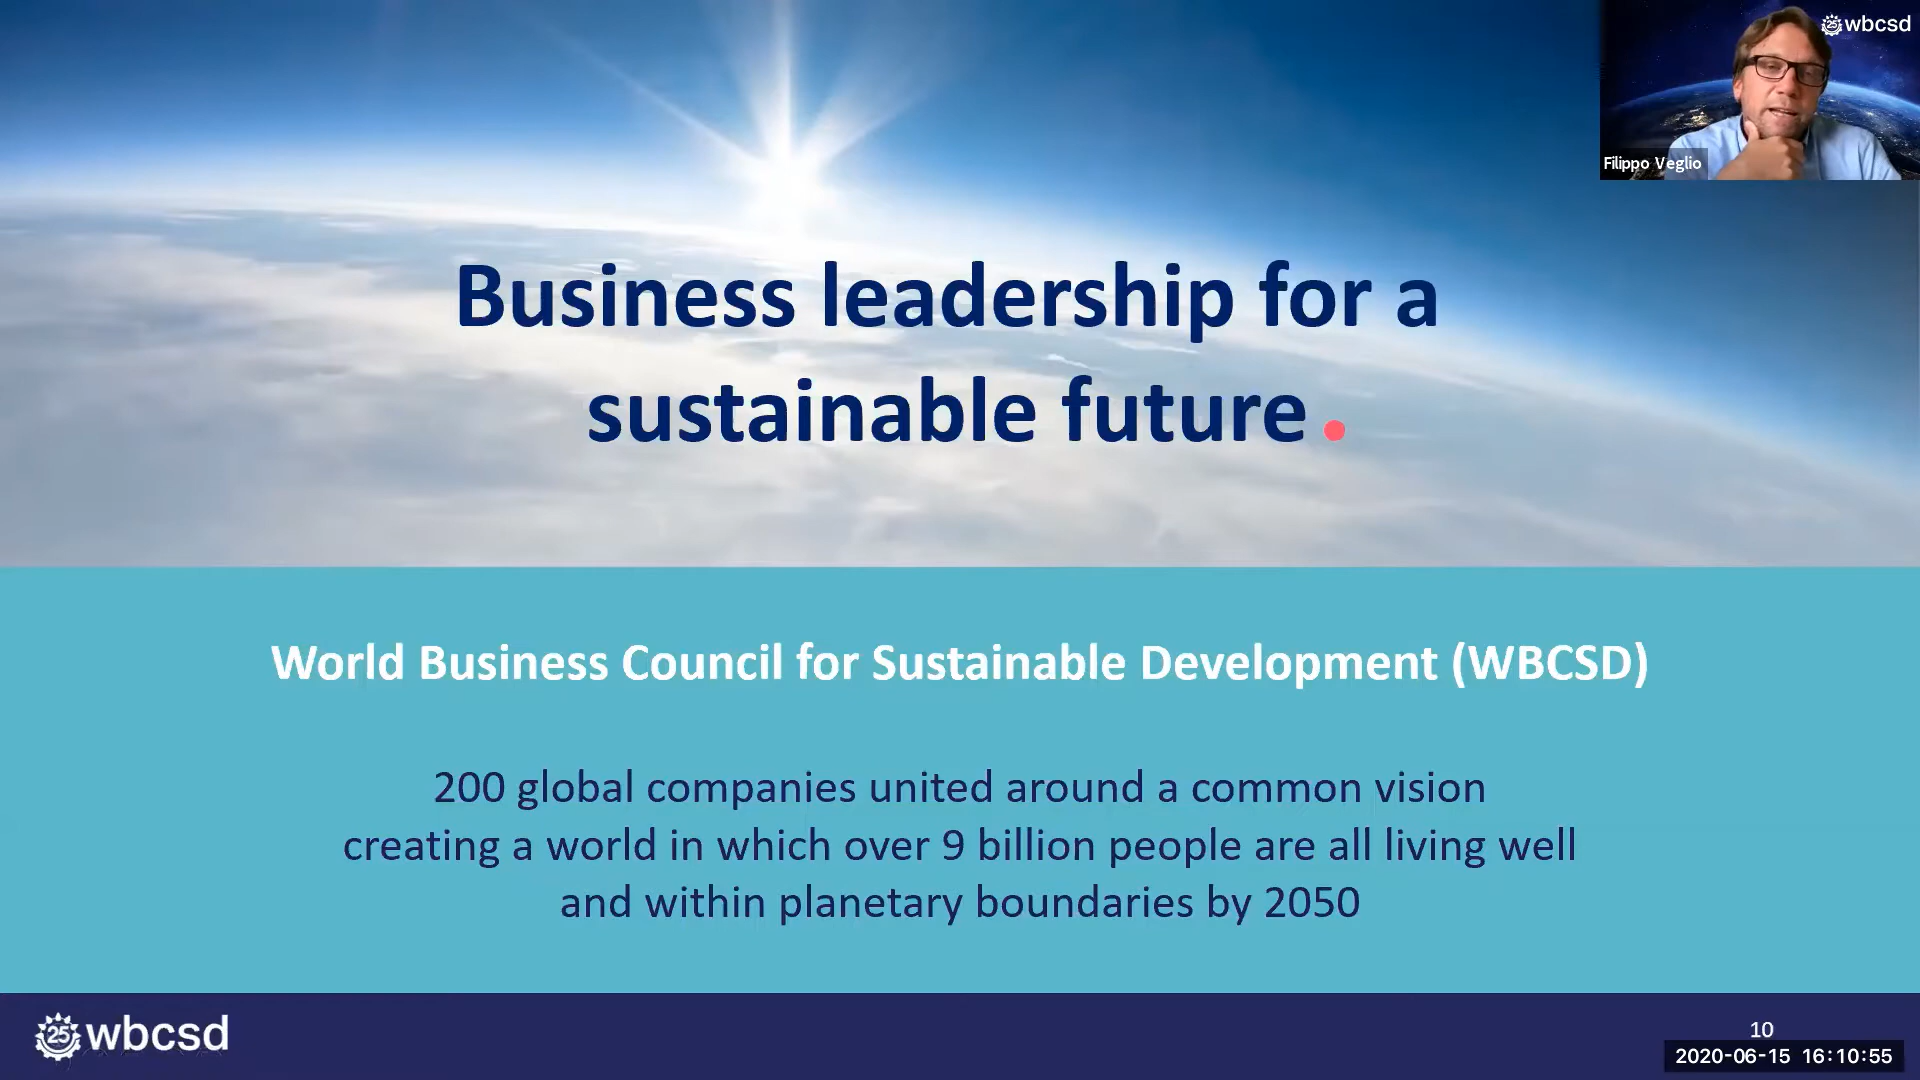 wbcsd
Filippo Veglio
Business leadership for a
sustainable future.
World Business Council for Sustainable Development (WBCSD)
200 global companies united around a common vision
creating a world in which over 9 billion people are all living well
and within planetary boundaries by 2050
25 wbcsd
10
2020-06-15 16:10:55